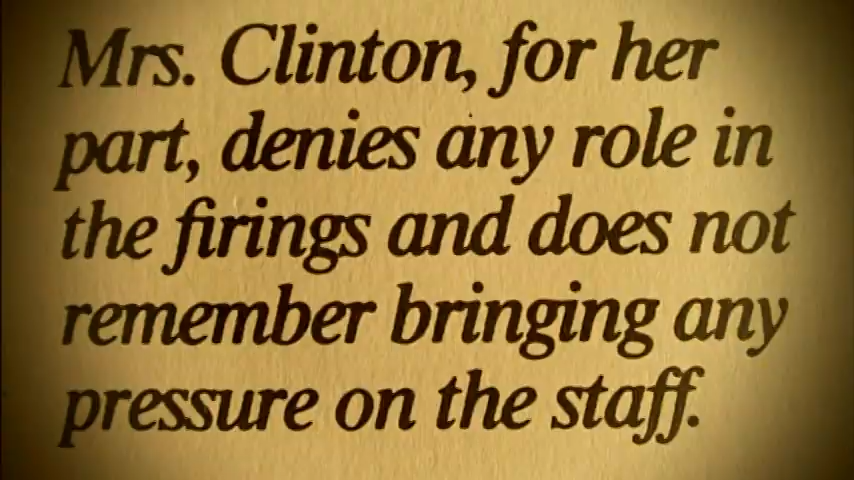 Mrs. Clinton, for her
part, denies any role in
the firings and does not
remember bringing any
pressure on the staff.